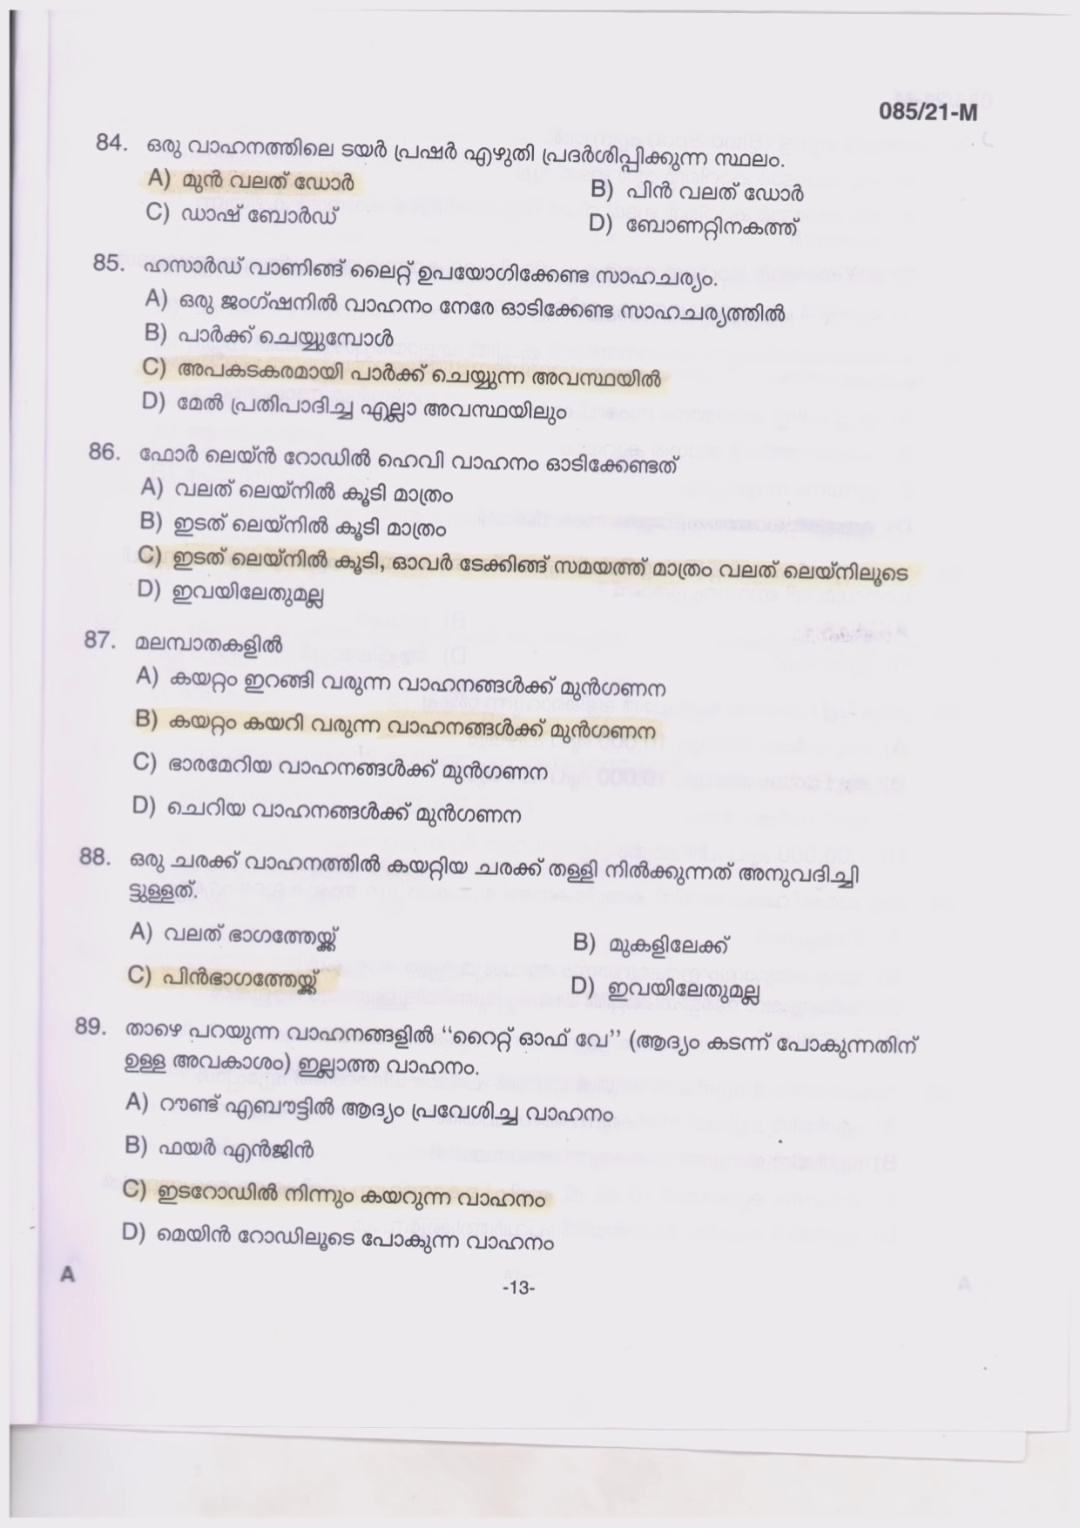 085/21-M
84. ഒരു വാഹനത്തിലെ ടയർ പ്രഷർ എഴുതി പ്രദർശിപ്പിക്കുന്ന സ്ഥലം.
A) മുൻ വലത് ഡോർ B) പിൻ വലത് ഡോർ
C) ഡാഷ് ബോർഡ് D) ബോണറ്റിനകത്ത്
85. ഹസാർഡ് വാണിങ്ങ് ലൈറ്റ് ഉപയോഗിക്കേണ്ട സാഹചര്യം.
A) ഒരു ജംഗ്ഷനിൽ വാഹനം നേരേ ഓടിക്കേണ്ട സാഹചര്യത്തിൽ
B) പാർക്ക് ചെയ്യുമ്പോൾ
C) അപകടകരമായി പാർക്ക് ചെയ്യുന്ന അവസ്ഥയിൽ
D) മേൽ പ്രതിപാദിച്ച എല്ലാ അവസ്ഥയിലും
86. ഫോർ ലെയ്ൻ റോഡിൽ ഹെവി വാഹനം ഓടിക്കേണ്ടത്
A) വലത് ലെയ്നിൽ കൂടി മാത്രം
B) ഇടത് ലെയ്നിൽ കൂടി മാത്രം
C) ഇടത് ലെയ്നിൽ കൂടി, ഓവർ ടേക്കിങ്ങ് സമയത്ത് മാത്രം വലത് ലെയ്നിലൂടെ
D) ഇവയിലേതുമല്ല
87. മലമ്പാതകളിൽ
A) കയറ്റം ഇറങ്ങി വരുന്ന വാഹനങ്ങൾക്ക് മുൻഗണന
B) കയറ്റം കയറി വരുന്ന വാഹനങ്ങൾക്ക് മുൻഗണന
C) ഭാരമേറിയ വാഹനങ്ങൾക്ക് മുൻഗണന
D) ചെറിയ വാഹനങ്ങൾക്ക് മുൻഗണന
88. ഒരു ചരക്ക് വാഹനത്തിൽ കയറ്റിയ ചരക്ക് തള്ളി നിൽക്കുന്നത് അനുവദിച്ചി
ട്ടുള്ളത്.
A) വലത് ഭാഗത്തേയ്ക്ക് B) മുകളിലേക്ക്
C) പിൻഭാഗത്തേയ്ക്ക് D) ഇവയിലേതുമല്ല
89. താഴെ പറയുന്ന വാഹനങ്ങളിൽ “റൈറ്റ് ഓഫ് വേ” (ആദ്യം കടന്ന് പോകുന്നതിന്
ഉള്ള അവകാശം) ഇല്ലാത്ത വാഹനം.
A) റൗണ്ട് എബൗട്ടിൽ ആദ്യം പ്രവേശിച്ച വാഹനം
B) ഫയർ എൻജിൻ
C) ഇടറോഡിൽ നിന്നും കയറുന്ന വാഹനം
D) മെയിൻ റോഡിലൂടെ പോകുന്ന വാഹനം
A -13-